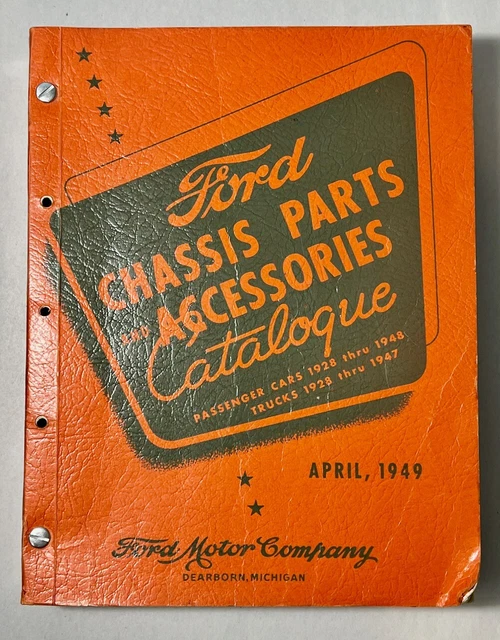 Ford
CHASSIS PARTS
AND ACCESSORIES
Catalogue
PASSENGER CARS 1928 thru 1948
TRUCKS 1928 thru 1947
APRIL, 1949
Ford Motor Company
DEARBORN, MICHIGAN